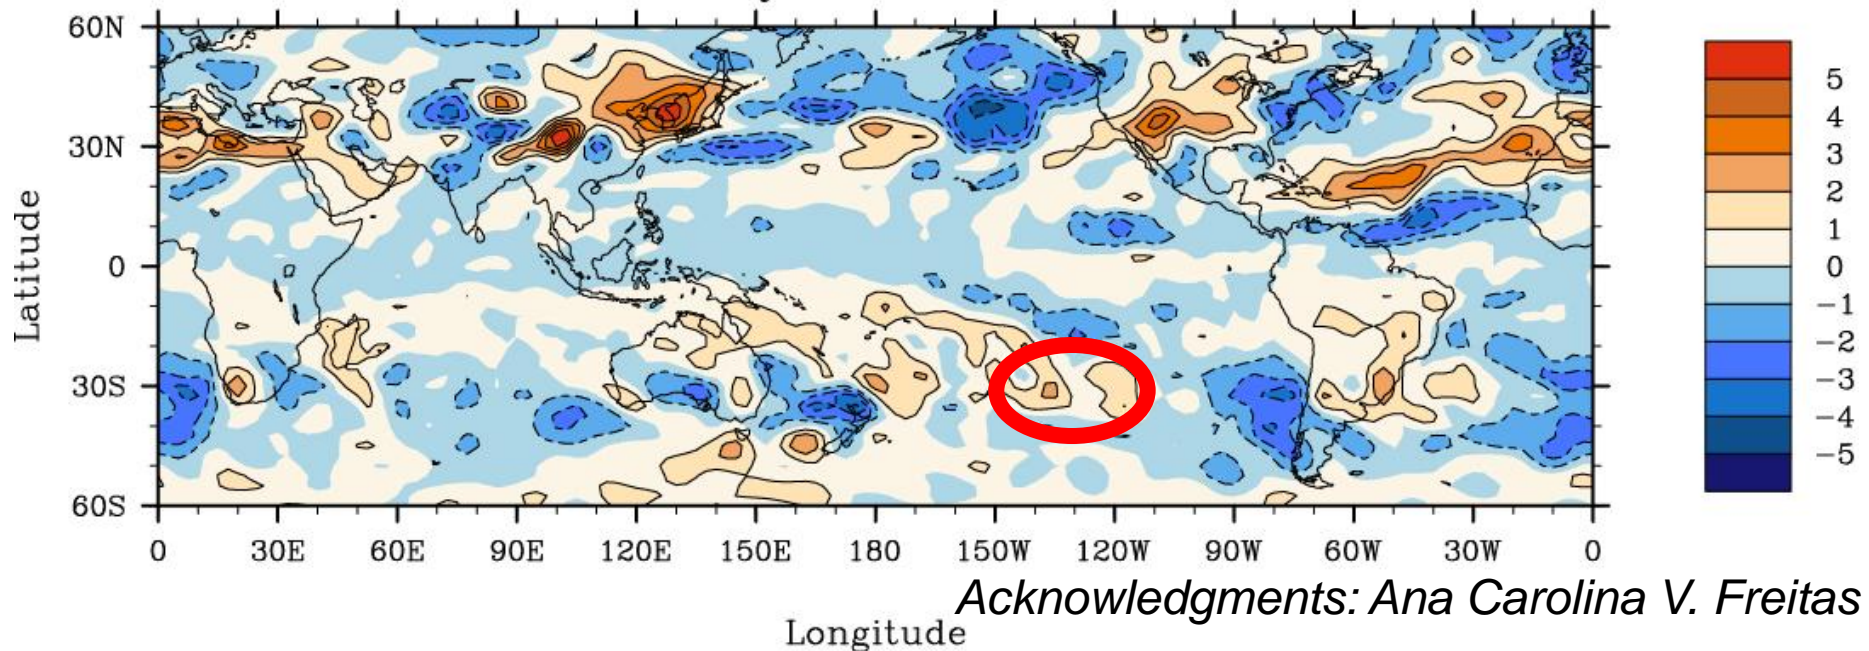 60N
30N
0
30S
60S
Latitude
0 30E 60E 90E 120E 150E 180 150W 120W 90W 60W 30W 0
Longitude
5
4
3
2
1
0
−1
−2
−3
−4
−5
Acknowledgments: Ana Carolina V. Freitas